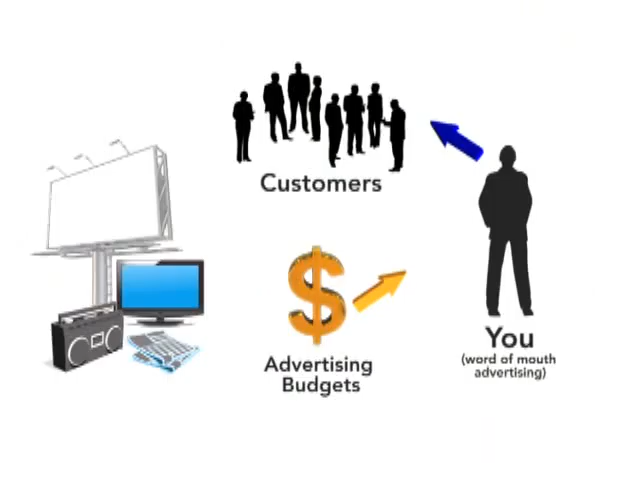 Customers
Advertising
Budgets
You
(word of mouth
advertising)